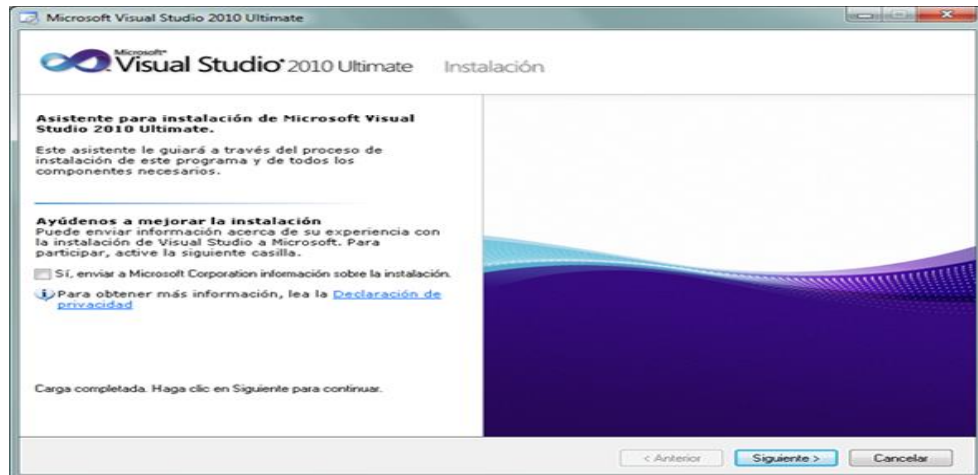 Microsoft Visual Studio 2010 Ultimate
Microsoft®
Visual Studio® 2010 Ultimate Instalación
Asistente para instalación de Microsoft Visual
Studio 2010 Ultimate.
Este asistente le guiará a través del proceso de
instalación de este programa y de todos los
componentes necesarios.
Ayúdenos a mejorar la instalación
Puede enviar información acerca de su experiencia con
la instalación de Visual Studio a Microsoft. Para
participar, active la siguiente casilla.
Sí, enviar a Microsoft Corporation información sobre la instalación.
Para obtener más información, lea la Declaración de
privacidad
Carga completada. Haga clic en Siguiente para continuar.
< Anterior Siguiente > Cancelar